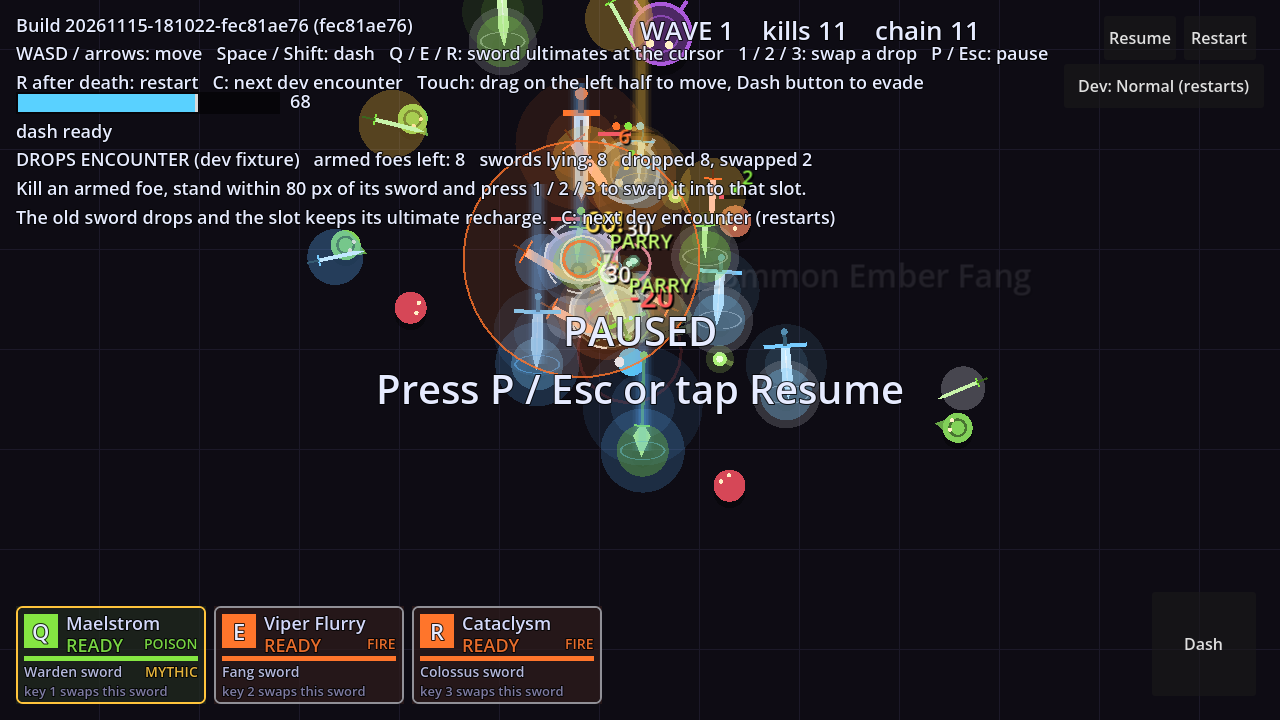 Build 20261115-181022-fec81ae76 (fec81ae76)
WAVE 1 kills 11 chain 11
Resume Restart
WASD / arrows: move Space / Shift: dash Q / E / R: sword ultimates at the cursor 1 / 2 / 3: swap a drop P / Esc: pause
R after death: restart C: next dev encounter Touch: drag on the left half to move, Dash button to evade
Dev: Normal (restarts)
68
dash ready
6
DROPS ENCOUNTER (dev fixture) armed foes left: 8 swords lying: 8 dropped 8, swapped 2
2
Kill an armed foe, stand within 80 px of its sword and press 1 / 2 / 3 to swap it into that slot.
The old sword drops and the slot keeps its ultimate recharge. C: next dev encounter (restarts)
30
PARRY
30
PARRY
-20
Ember Fang
PAUSED
Press P / Esc or tap Resume
Q Maelstrom
READY POISON
Warden sword MYTHIC
key 1 swaps this sword
E Viper Flurry
READY FIRE
Fang sword
key 2 swaps this sword
R Cataclysm
READY FIRE
Colossus sword
key 3 swaps this sword
Dash